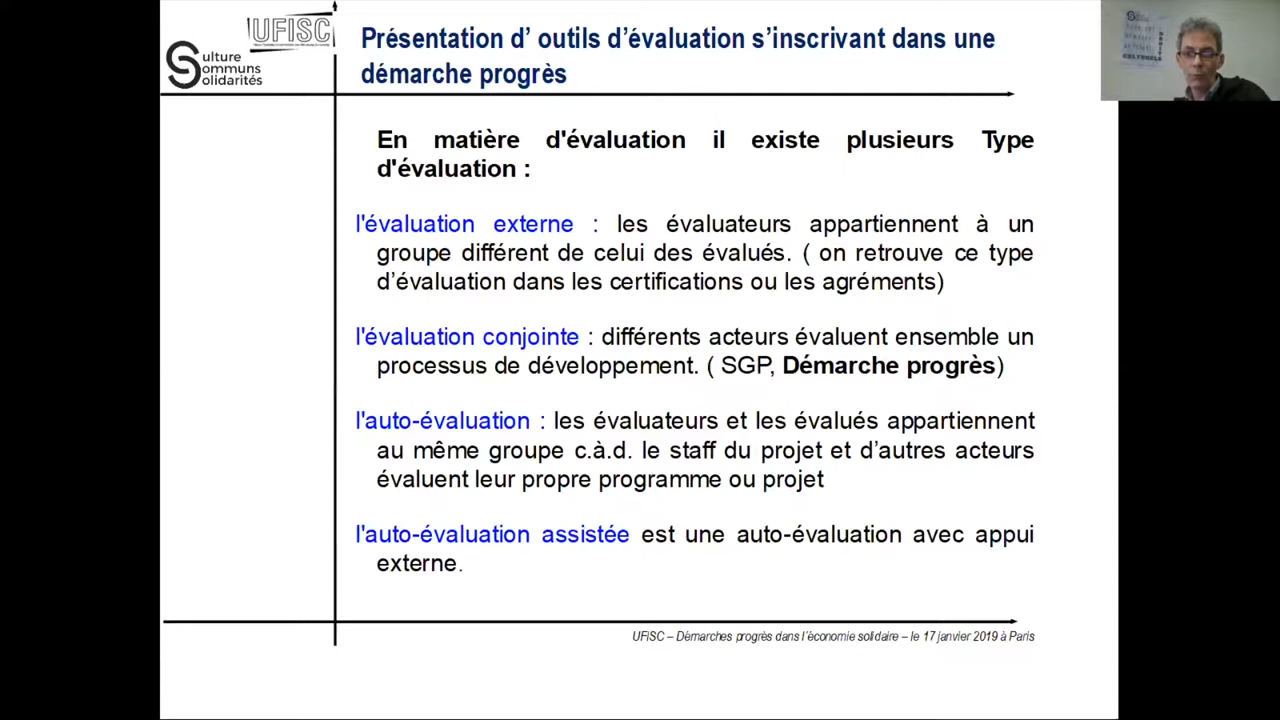 UFISC
Culture
Communs
Solidarités
Présentation d’ outils d’évaluation s’inscrivant dans une
démarche progrès
En matière d'évaluation il existe plusieurs Type
d'évaluation :
l'évaluation externe : les évaluateurs appartiennent à un
groupe différent de celui des évalués. ( on retrouve ce type
d’évaluation dans les certifications ou les agréments)
l'évaluation conjointe : différents acteurs évaluent ensemble un
processus de développement. ( SGP, Démarche progrès)
l'auto-évaluation : les évaluateurs et les évalués appartiennent
au même groupe c.à.d. le staff du projet et d’autres acteurs
évaluent leur propre programme ou projet
l'auto-évaluation assistée est une auto-évaluation avec appui
externe.
UFISC – Démarches progrès dans l’économie solidaire – le 17 janvier 2019 à Paris